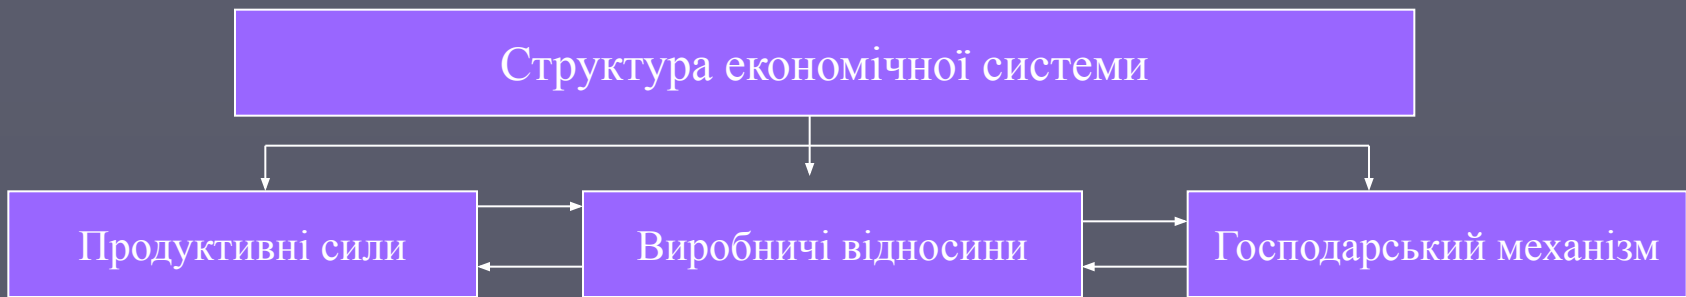 Структура економічної системи
Продуктивні сили
Виробничі відносини
Господарський механізм